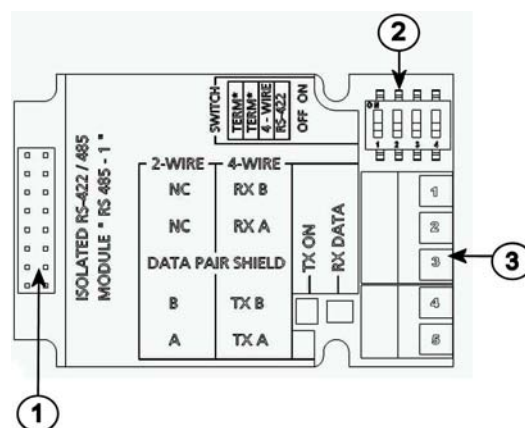 1
2
3
ISOLATED RS-422 / 485
MODULE " RS 485 - 1 "
SWITCH
TERM*
TERM*
4 - WIRE
RS-422
OFF ON
ON
1 2 3 4
2-WIRE 4-WIRE
NC RX B
NC RX A
DATA PAIR SHIELD
B TX B
A TX A
TX ON
RX DATA
1
2
3
4
5